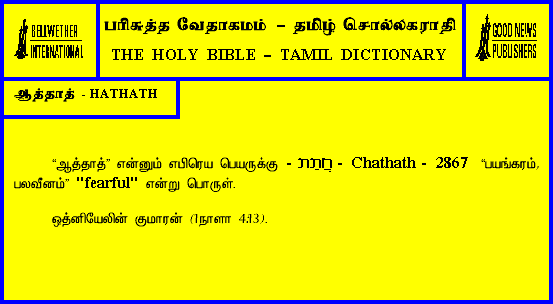 BELLWETHER
INTERNATIONAL
பரிசுத்த வேதாகமம் – தமிழ் சொல்லகராதி
THE HOLY BIBLE – TAMIL DICTIONARY
GOOD NEWS
PUBLISHERS
ஆத்தாத் - HATHATH
“ஆத்தாத்” என்னும் எபிரெய பெயருக்கு - חֲתַת - Chathath - 2867 “பயங்கரம்,
பலவீனம்” "fearful" என்று பொருள்.
ஒத்னியேலின் குமாரன் (1நாளா 4:13).